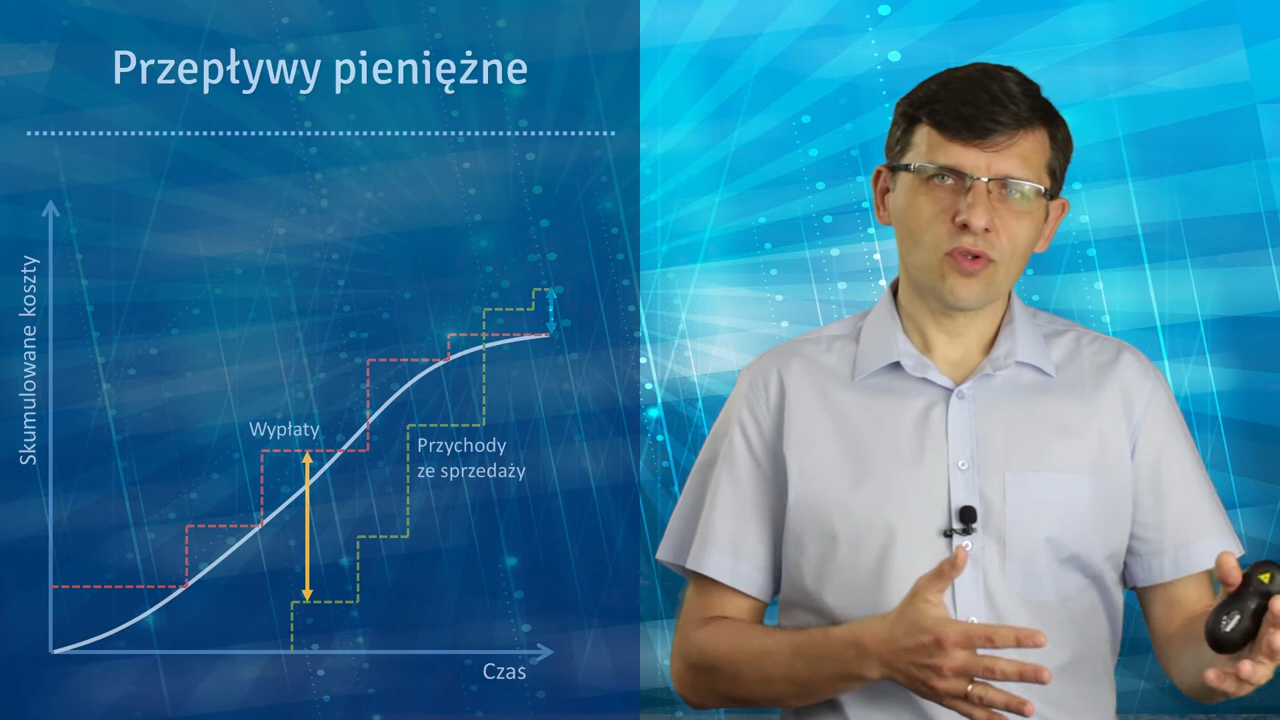 Przepływy pieniężne
Skumulowane koszty
Wypłaty
Przychody
ze sprzedaży
Czas